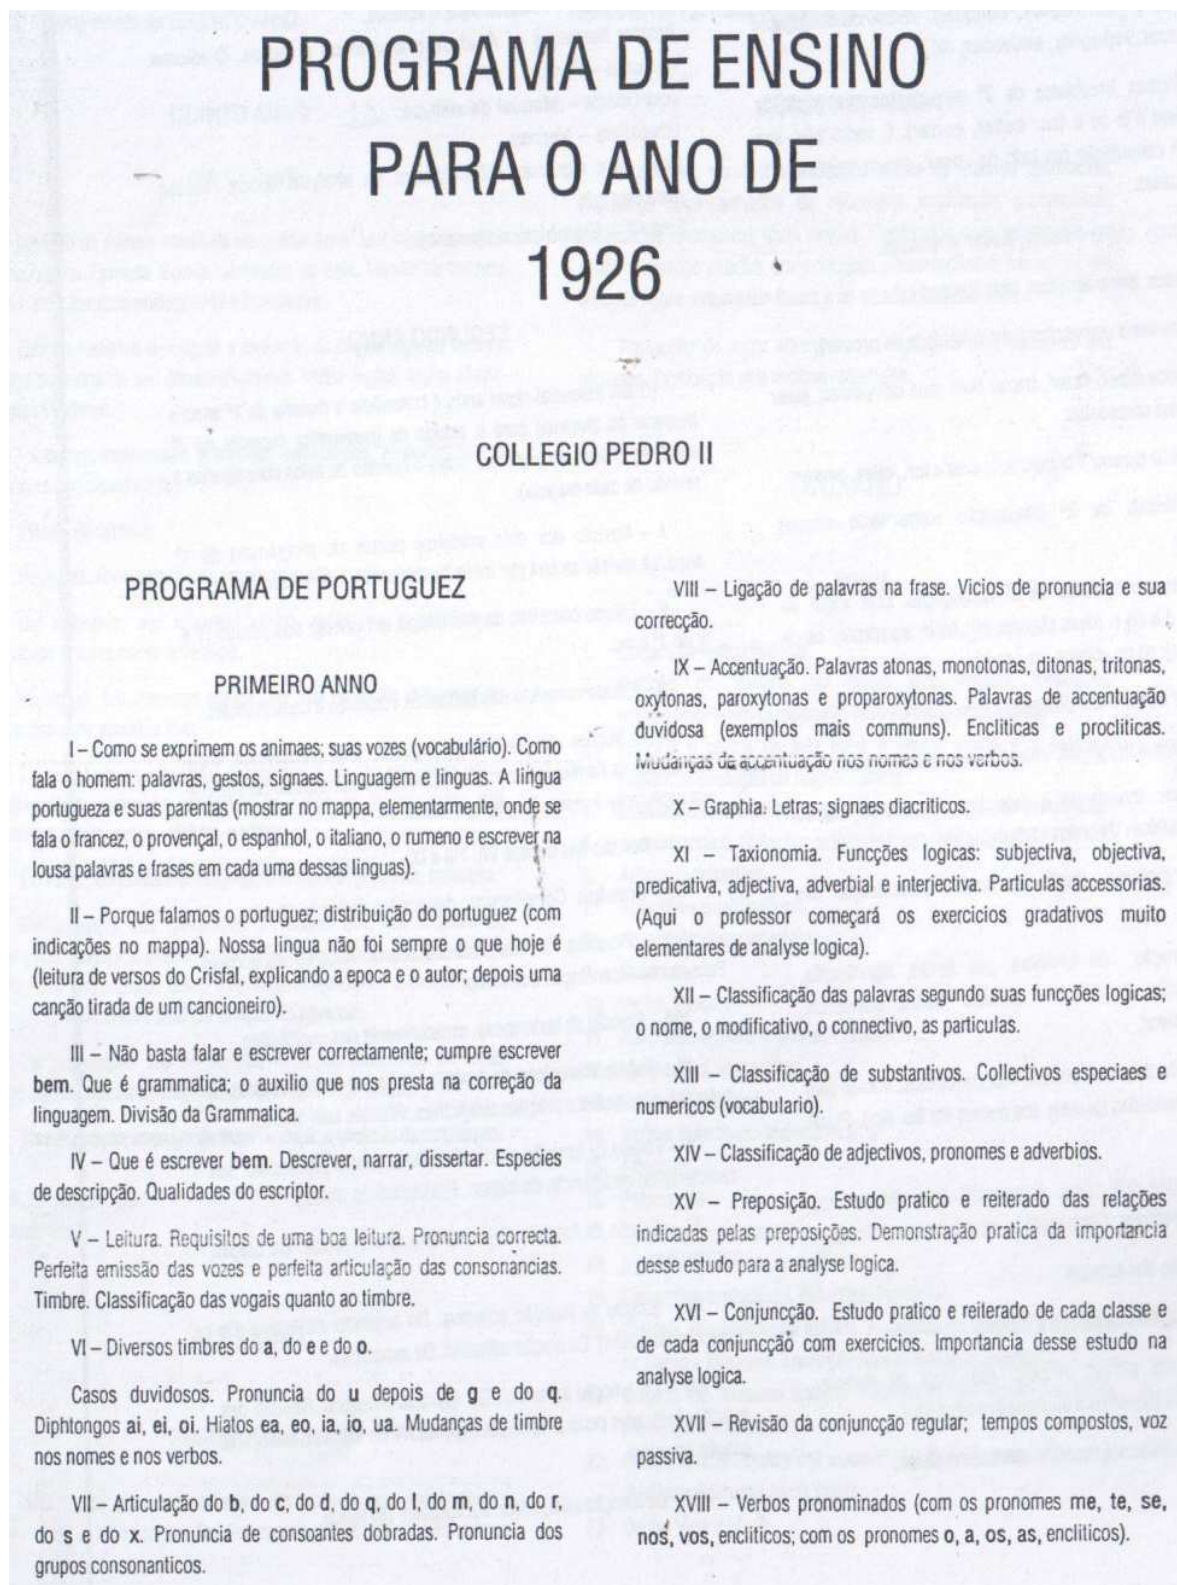 PROGRAMA DE ENSINO
PARA O ANO DE
1926
COLLEGIO PEDRO II
PROGRAMA DE PORTUGUEZ
PRIMEIRO ANNO
I – Como se exprimem os animaes; suas vozes (vocabulário). Como
fala o homem: palavras, gestos, signaes. Linguagem e linguas. A lingua
portugueza e suas parentas (mostrar no mappa, elementarmente, onde se
fala o francez, o provençal, o espanhol, o italiano, o rumeno e escrever na
lousa palavras e frases em cada uma dessas linguas).
II – Porque falamos o portuguez; distribuição do portuguez (com
indicações no mappa). Nossa lingua não foi sempre o que hoje é
(leitura de versos do Crisfal, explicando a epoca e o autor; depois uma
canção tirada de um cancioneiro).
III – Não basta falar e escrever correctamente; cumpre escrever
bem. Que é grammatica; o auxilio que nos presta na correção da
linguagem. Divisão da Grammatica.
IV – Que é escrever bem. Descrever, narrar, dissertar. Especies
de descripção. Qualidades do escriptor.
V – Leitura. Requisitos de uma boa leitura. Pronuncia correcta.
Perfeita emissão das vozes e perfeita articulação das consonancias.
Timbre. Classificação das vogais quanto ao timbre.
VI – Diversos timbres do a, do e e do o.
Casos duvidosos. Pronuncia do u depois de g e do q.
Diphtongos ai, ei, oi. Hiatos ea, eo, ia, io, ua. Mudanças de timbre
nos nomes e nos verbos.
VII – Articulação do b, do c, do d, do q, do l, do m, do n, do r,
do s e do x. Pronuncia de consoantes dobradas. Pronuncia dos
grupos consonanticos.
VIII – Ligação de palavras na frase. Vicios de pronuncia e sua
correcção.
IX – Accentuação. Palavras atonas, monotonas, ditonas, tritonas,
oxytonas, paroxytonas e proparoxytonas. Palavras de accentuação
duvidosa (exemplos mais communs). Encliticas e procliticas.
Mudanças de accentuação nos nomes e nos verbos.
X – Graphia. Letras; signaes diacriticos.
XI – Taxionomia. Funcções logicas: subjectiva, objectiva,
predicativa, adjectiva, adverbial e interjectiva. Particulas accessorias.
(Aqui o professor começará os exercicios gradativos muito
elementares de analyse logica).
XII – Classificação das palavras segundo suas funcções logicas;
o nome, o modificativo, o connectivo, as particulas.
XIII – Classificação de substantivos. Collectivos especiaes e
numericos (vocabulario).
XIV – Classificação de adjectivos, pronomes e adverbios.
XV – Preposição. Estudo pratico e reiterado das relações
indicadas pelas preposições. Demonstração pratica da importancia
desse estudo para a analyse logica.
XVI – Conjuncção. Estudo pratico e reiterado de cada classe e
de cada conjuncção com exercicios. Importancia desse estudo na
analyse logica.
XVII – Revisão da conjuncção regular; tempos compostos, voz
passiva.
XVIII – Verbos pronominados (com os pronomes me, te, se,
nos, vos, encliticos; com os pronomes o, a, os, as, encliticos).